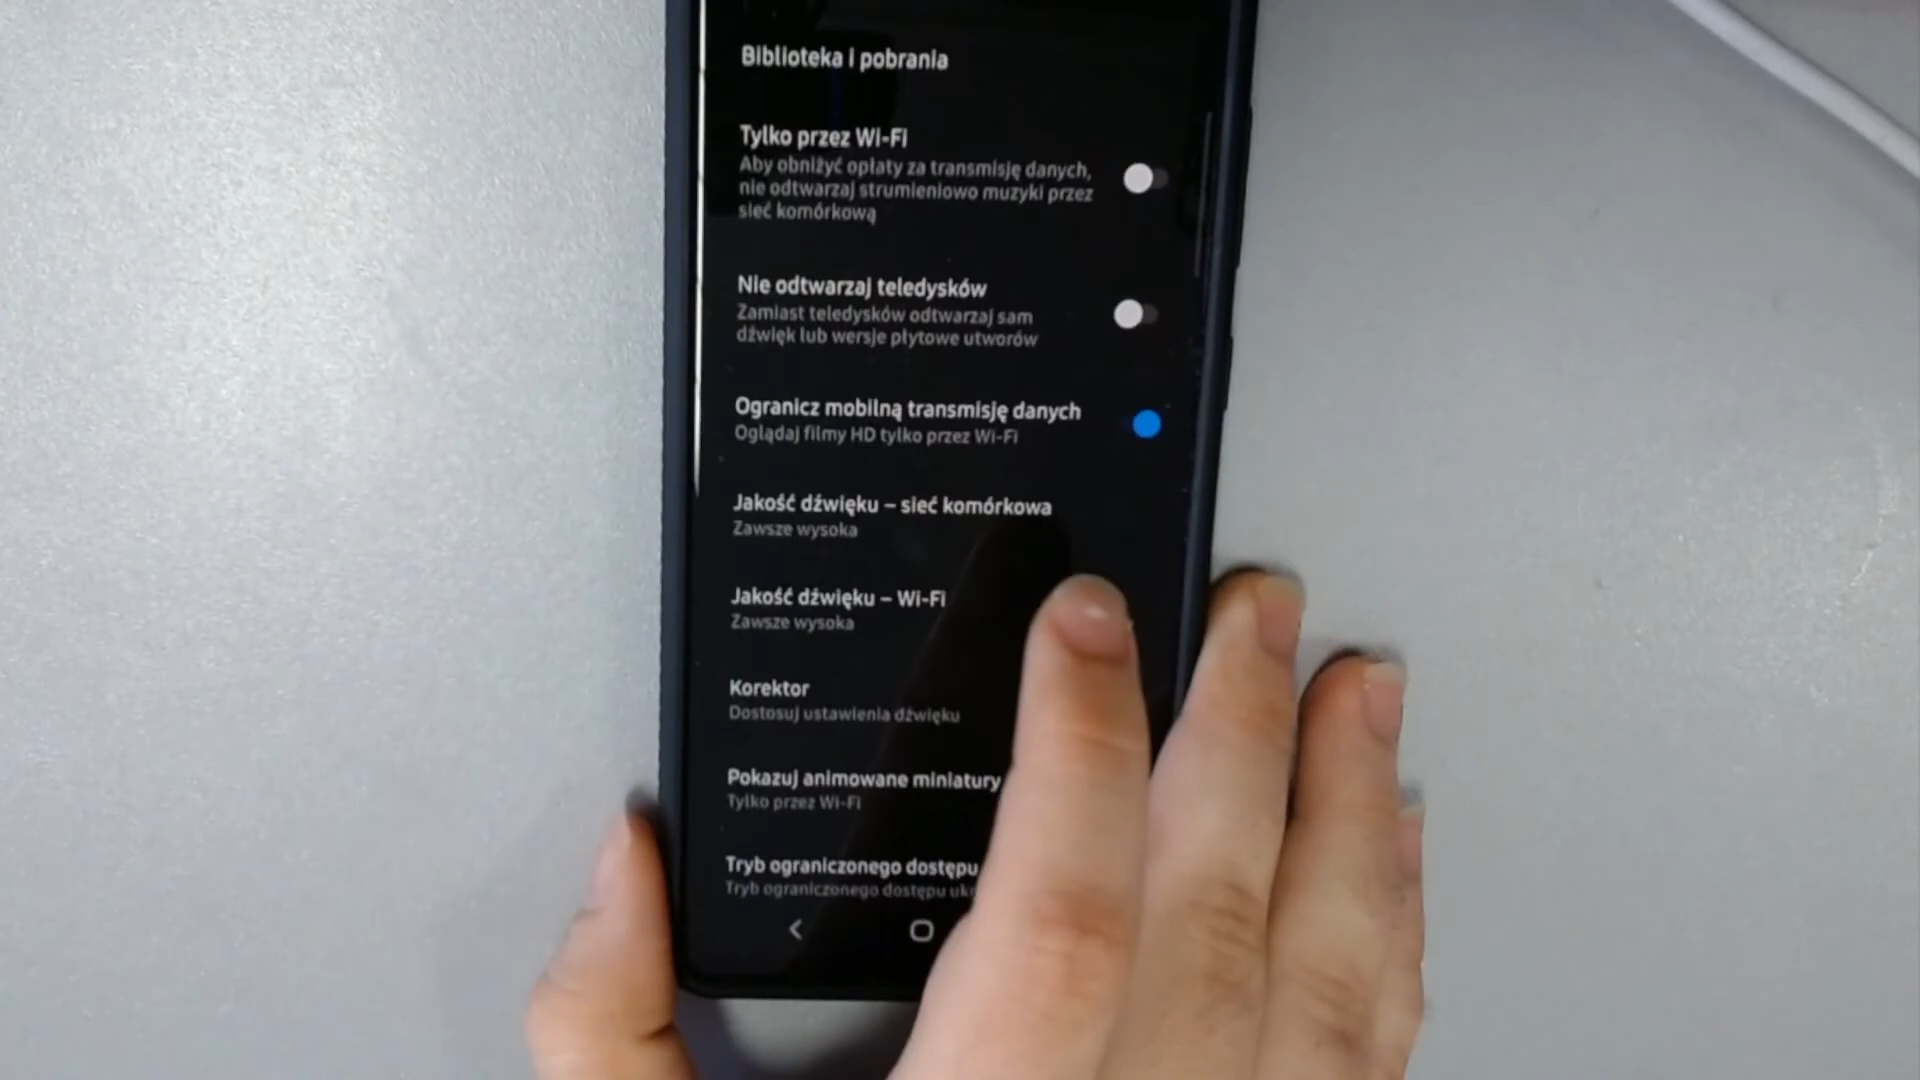 Biblioteka i pobrania
Tylko przez Wi-Fi
Aby obniżyć opłaty za transmisję danych,
nie odtwarzaj strumieniowo muzyki przez
sieć komórkową
Nie odtwarzaj teledysków
Zamiast teledysków odtwarzaj sam
dźwięk lub wersje płytowe utworów
Ogranicz mobilną transmisję danych
Oglądaj filmy HD tylko przez Wi-Fi
Jakość dźwięku – sieć komórkowa
Zawsze wysoka
Jakość dźwięku – Wi-Fi
Zawsze wysoka
Korektor
Dostosuj ustawienia dźwięku
Pokazuj animowane miniatury
Tylko przez Wi-Fi
Tryb ograniczonego dostępu
Tryb ograniczonego dostępu